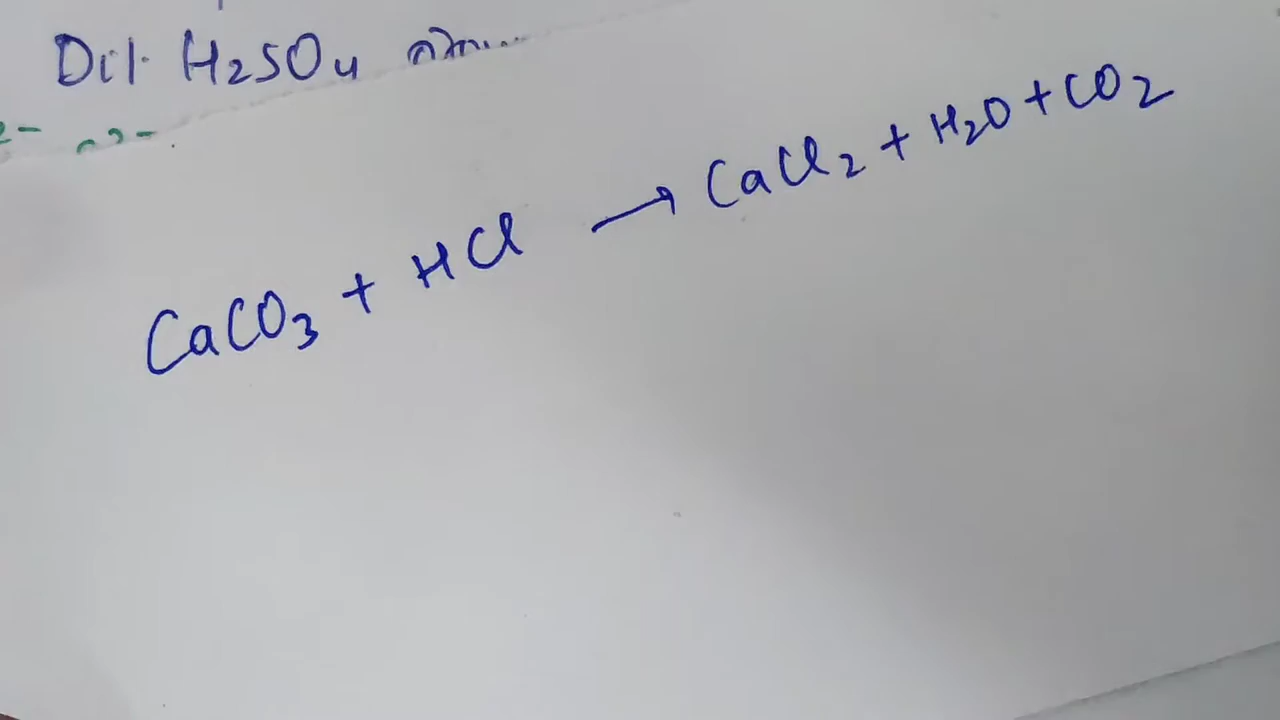 Dil. H2SO4
CaCO3 + HCl → CaCl2 + H2O + CO2